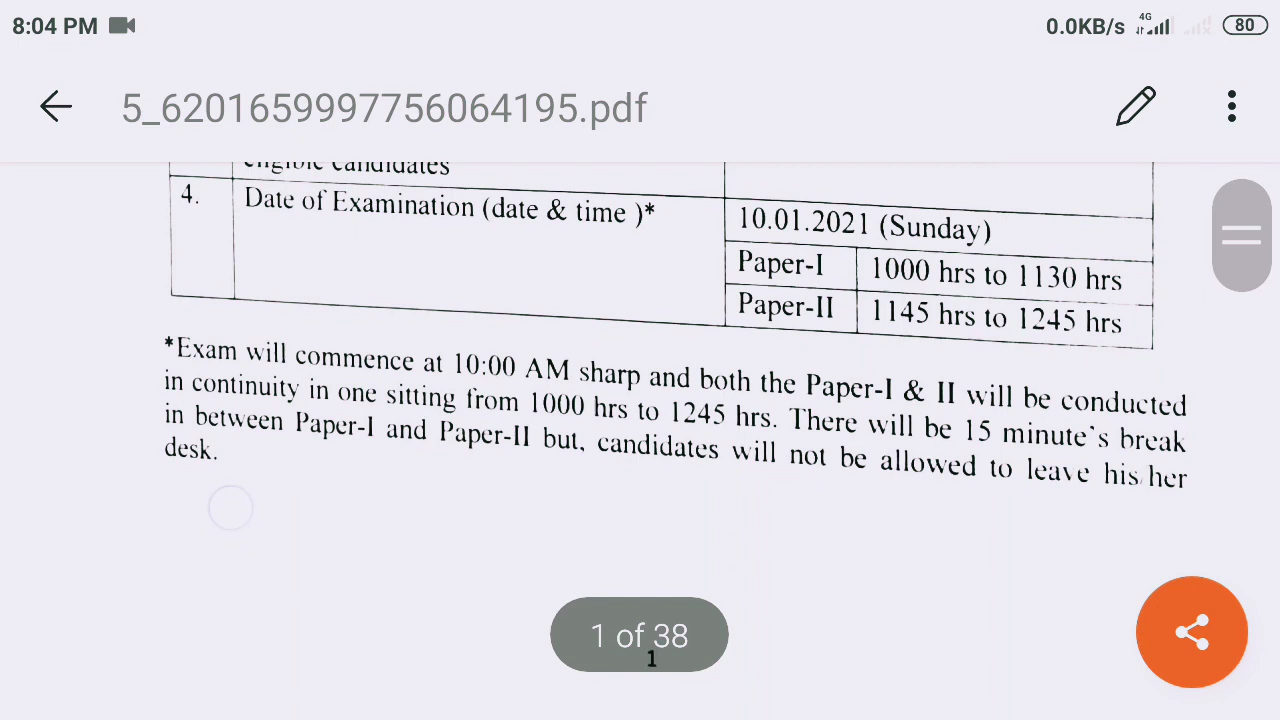 8:04 PM 0.0KB/s 4G 80
5_6201659997756064195.pdf
eligible candidates
4. Date of Examination (date & time )* 10.01.2021 (Sunday)
Paper-I 1000 hrs to 1130 hrs
Paper-II 1145 hrs to 1245 hrs
*Exam will commence at 10:00 AM sharp and both the Paper-I & II will be conducted
in continuity in one sitting from 1000 hrs to 1245 hrs. There will be 15 minute`s break
in between Paper-I and Paper-II but, candidates will not be allowed to leave his/her
desk.
1 of 38
1